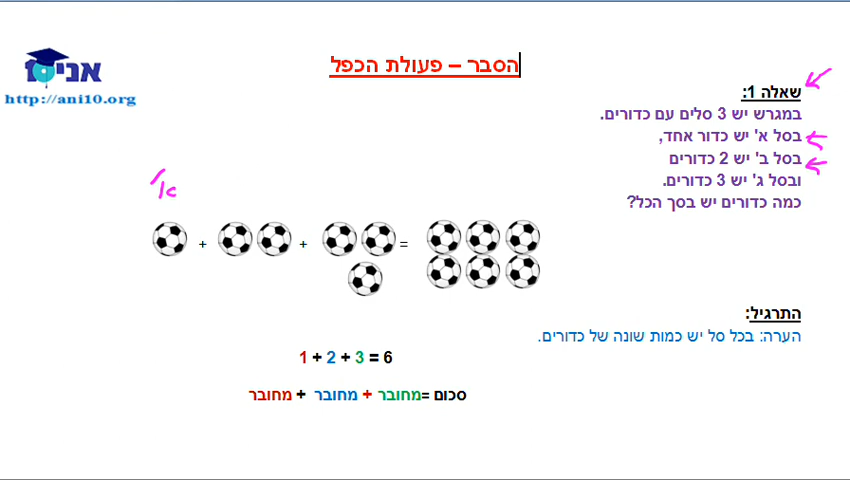 הסבר – פעולת הכפל
אני10
http://ani10.org
שאלה 1:
במגרש יש 3 סלים עם כדורים.
בסל א' יש כדור אחד,
בסל ב' יש 2 כדורים
ובסל ג' יש 3 כדורים.
כמה כדורים יש בסך הכל?
א'
+ + =
התרגיל:
הערה: בכל סל יש כמות שונה של כדורים.
1 + 2 + 3 = 6
מחובר + מחובר + מחובר= סכום